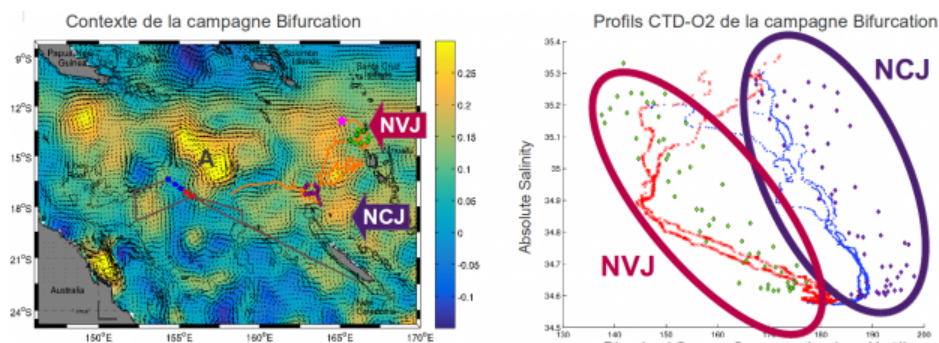 Contexte de la campagne Bifurcation
Papua New
Guinea
Solomon
Islands
Santa Cruz
9°S
12°S
15°S
18°S
21°S
24°S
A
NVJ
NCJ
Australia
New
Caledonia
150°E
155°E
160°E
165°E
170°E
0.25
0.2
0.15
0.1
0.05
0
-0.05
-0.1
Profils CTD-O2 de la campagne Bifurcation
Absolute Salinity
35.4
35.3
35.2
35.1
35
34.9
34.8
34.7
34.6
34.5
NCJ
NVJ
130
140
150
160
170
180
190
200